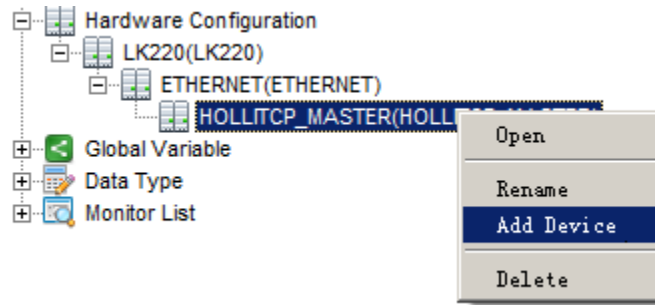 Hardware Configuration
LK220(LK220)
ETHERNET(ETHERNET)
HOLLITCP_MASTER(HOLL
Open
Global Variable
Data Type
Rename
Monitor List
Add Device
Delete